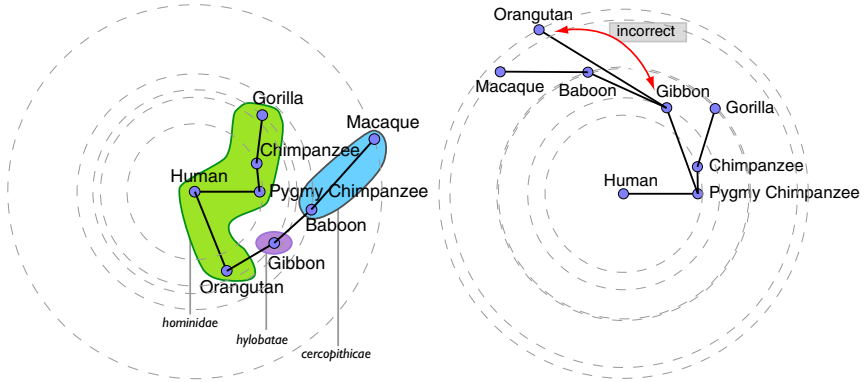 Gorilla
Macaque
Chimpanzee
Human
Pygmy Chimpanzee
Baboon
Gibbon
Orangutan
hominidae
hylobatae
cercopithicae
Orangutan
incorrect
Macaque
Baboon
Gibbon
Gorilla
Chimpanzee
Human
Pygmy Chimpanzee